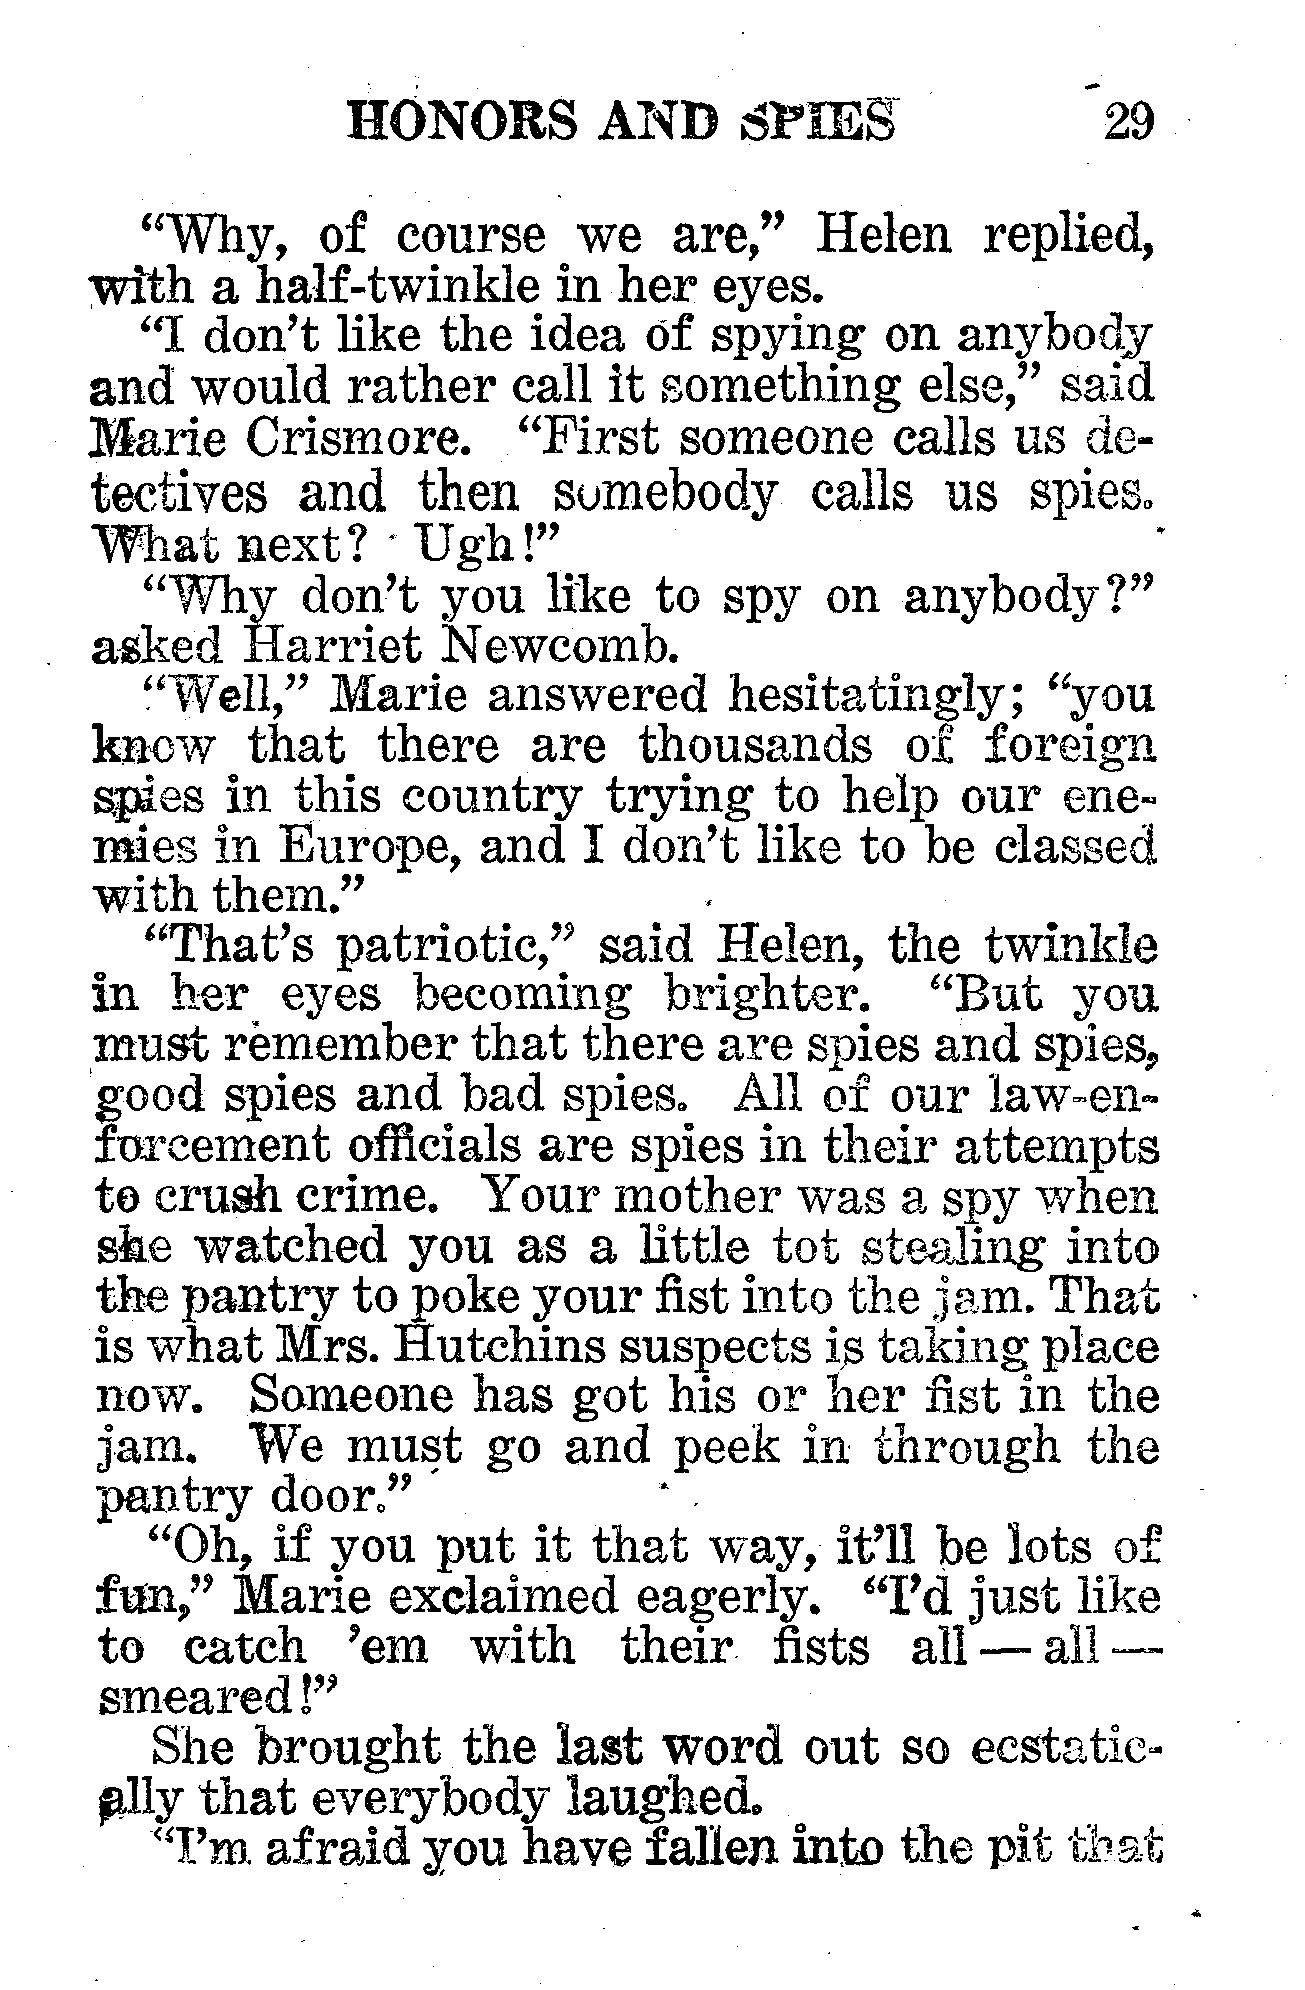 HONORS AND SPIES 29
“Why, of course we are,” Helen replied,
with a half-twinkle in her eyes.
“I don’t like the idea of spying on anybody
and would rather call it something else,” said
Marie Crismore. “First someone calls us de-
tectives and then somebody calls us spies.
What next? Ugh!”
“Why don’t you like to spy on anybody?”
asked Harriet Newcomb.
“Well,” Marie answered hesitatingly; “you
know that there are thousands of foreign
spies in this country trying to help our ene-
mies in Europe, and I don’t like to be classed
with them.”
“That’s patriotic,” said Helen, the twinkle
in her eyes becoming brighter. “But you
must remember that there are spies and spies,
good spies and bad spies. All of our law-en-
forcement officials are spies in their attempts
to crush crime. Your mother was a spy when
she watched you as a little tot stealing into
the pantry to poke your fist into the jam. That
is what Mrs. Hutchins suspects is taking place
now. Someone has got his or her fist in the
jam. We must go and peek in through the
pantry door.”
“Oh, if you put it that way, it’ll be lots of
fun,” Marie exclaimed eagerly. “I’d just like
to catch ’em with their fists all — all —
smeared!”
She brought the last word out so ecstatic-
ally that everybody laughed.
“I’m afraid you have fallen into the pit that